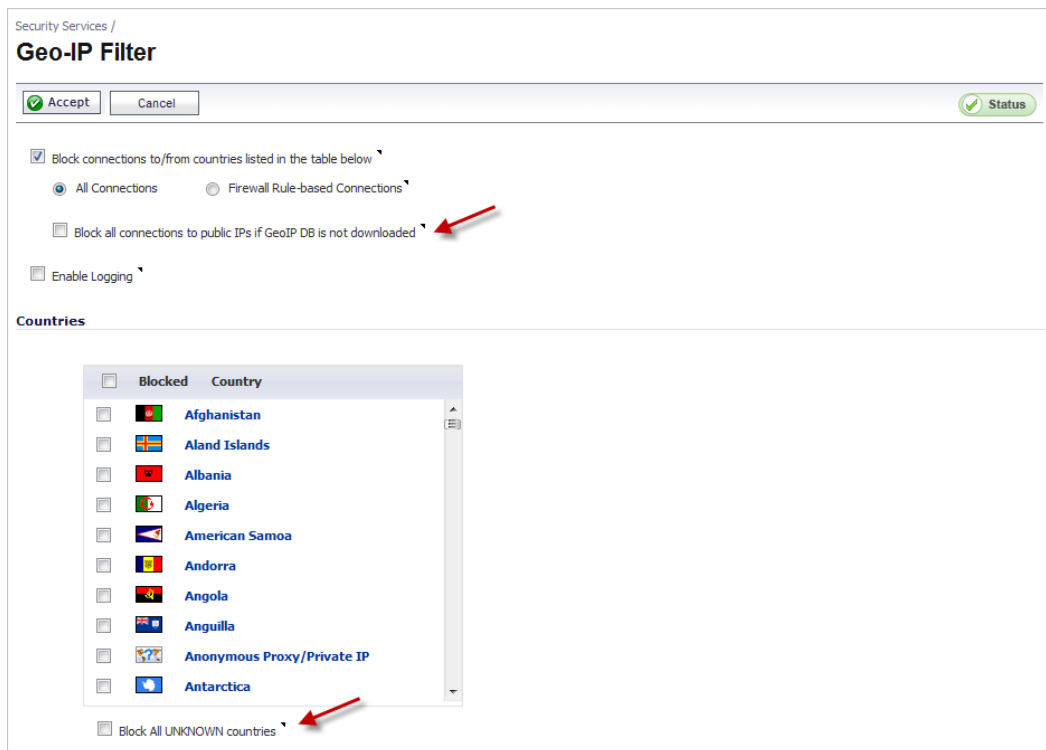 Security Services /
Geo-IP Filter
Accept Cancel Status
Block connections to/from countries listed in the table below
All Connections Firewall Rule-based Connections
Block all connections to public IPs if GeoIP DB is not downloaded
Enable Logging
Countries
Blocked Country
Afghanistan
Aland Islands
Albania
Algeria
American Samoa
Andorra
Angola
Anguilla
Anonymous Proxy/Private IP
Antarctica
Block All UNKNOWN countries